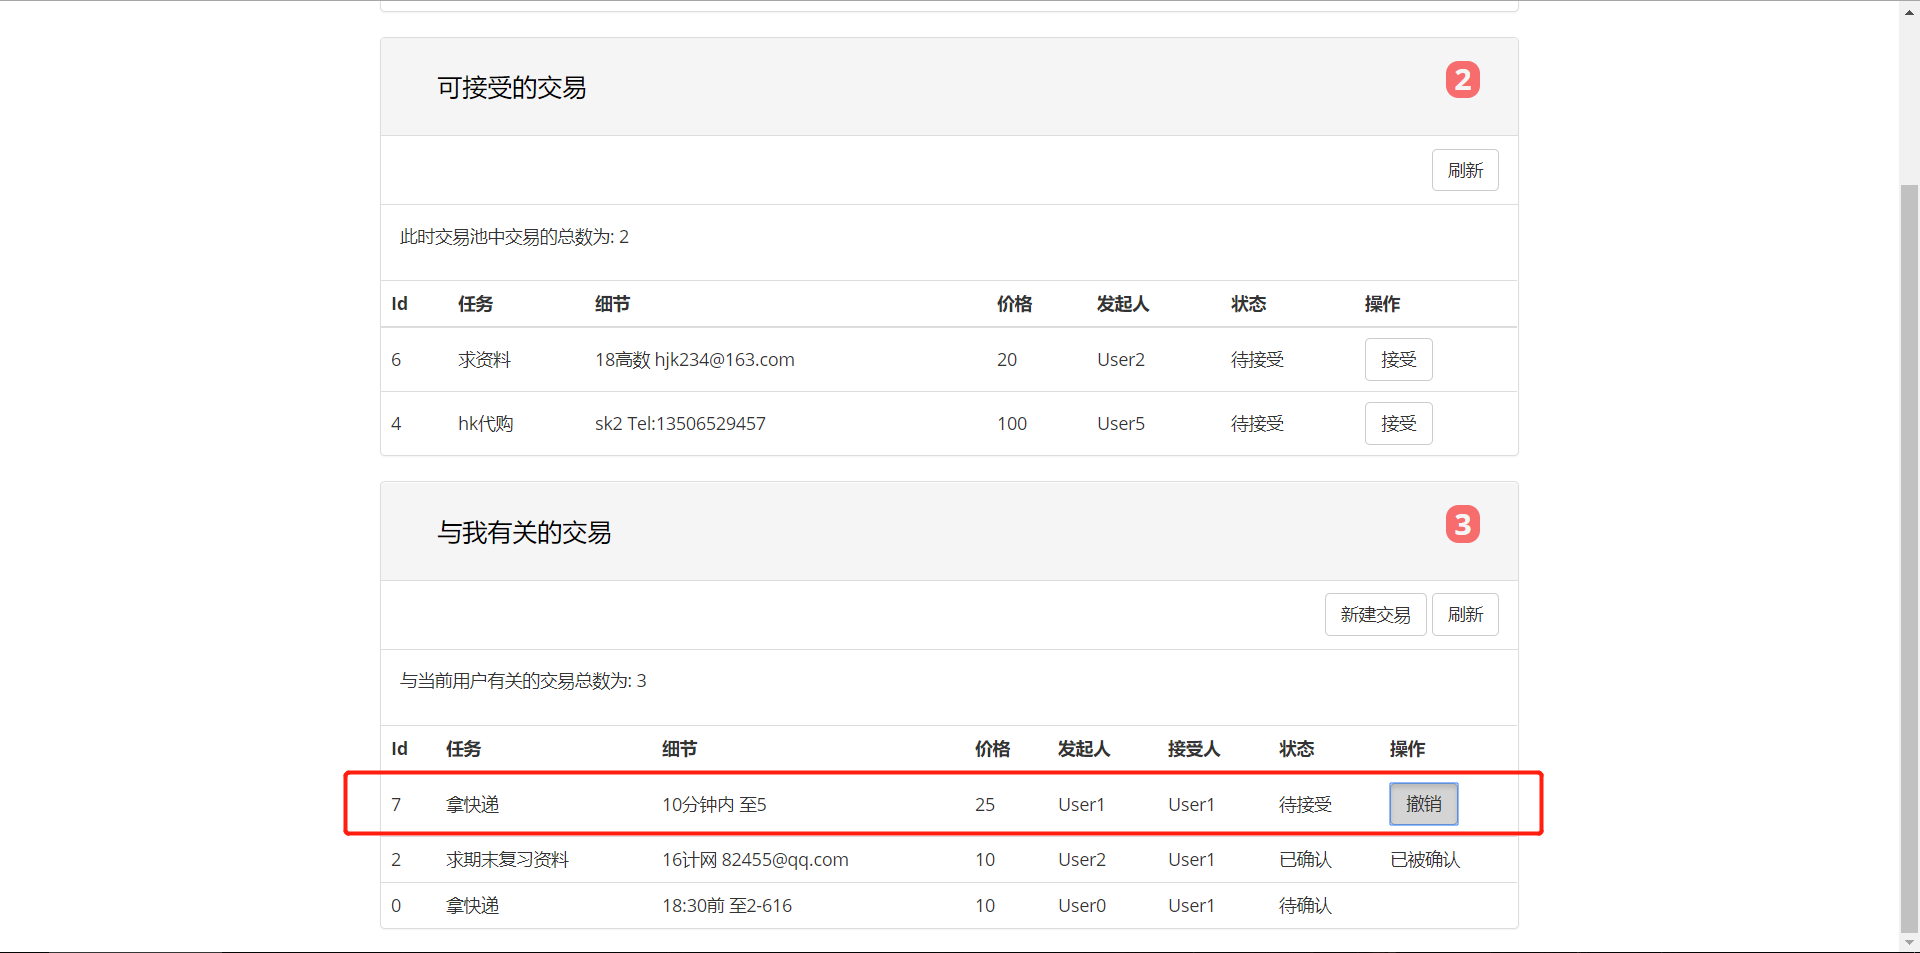 可接受的交易 2
刷新
此时交易池中交易的总数为: 2
Id 任务 细节 价格 发起人 状态 操作
6 求资料 18高数 hjk234@163.com 20 User2 待接受 接受
4 hk代购 sk2 Tel:13506529457 100 User5 待接受 接受
与我有关的交易 3
新建交易 刷新
与当前用户有关的交易总数为: 3
Id 任务 细节 价格 发起人 接受人 状态 操作
7 拿快递 10分钟内 至5 25 User1 User1 待接受 撤销
2 求期末复习资料 16计网 82455@qq.com 10 User2 User1 已确认 已被确认
0 拿快递 18:30前 至2-616 10 User0 User1 待确认